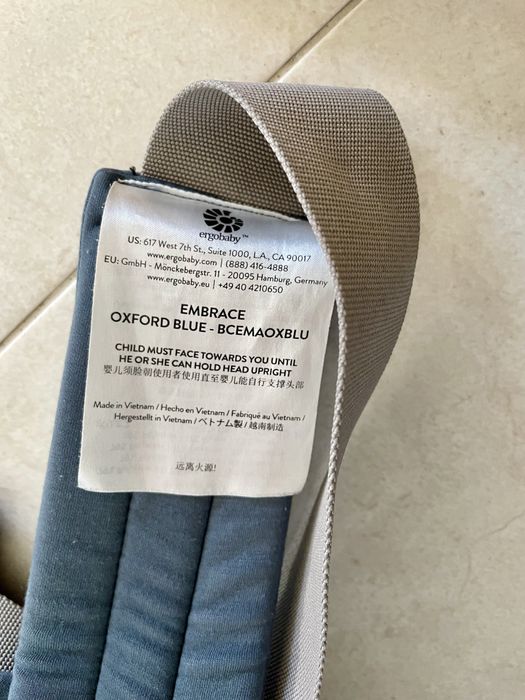 ergobaby™
US: 617 West 7th St., Suite 1000, L.A., CA 90017
www.ergobaby.com | (888) 416-4888
EU: GmbH - Mönckebergstr. 11 - 20095 Hamburg, Germany
www.ergobaby.eu | +49 40 4210650
EMBRACE
OXFORD BLUE - BCEMAOXBLU
CHILD MUST FACE TOWARDS YOU UNTIL
HE OR SHE CAN HOLD HEAD UPRIGHT
婴儿须脸朝使用者使用直至婴儿能自行支撑头部
Made in Vietnam / Hecho en Vietnam / Fabriqué au Vietnam /
Hergestellt in Vietnam / ベトナム製 / 越南制造
远离火源!